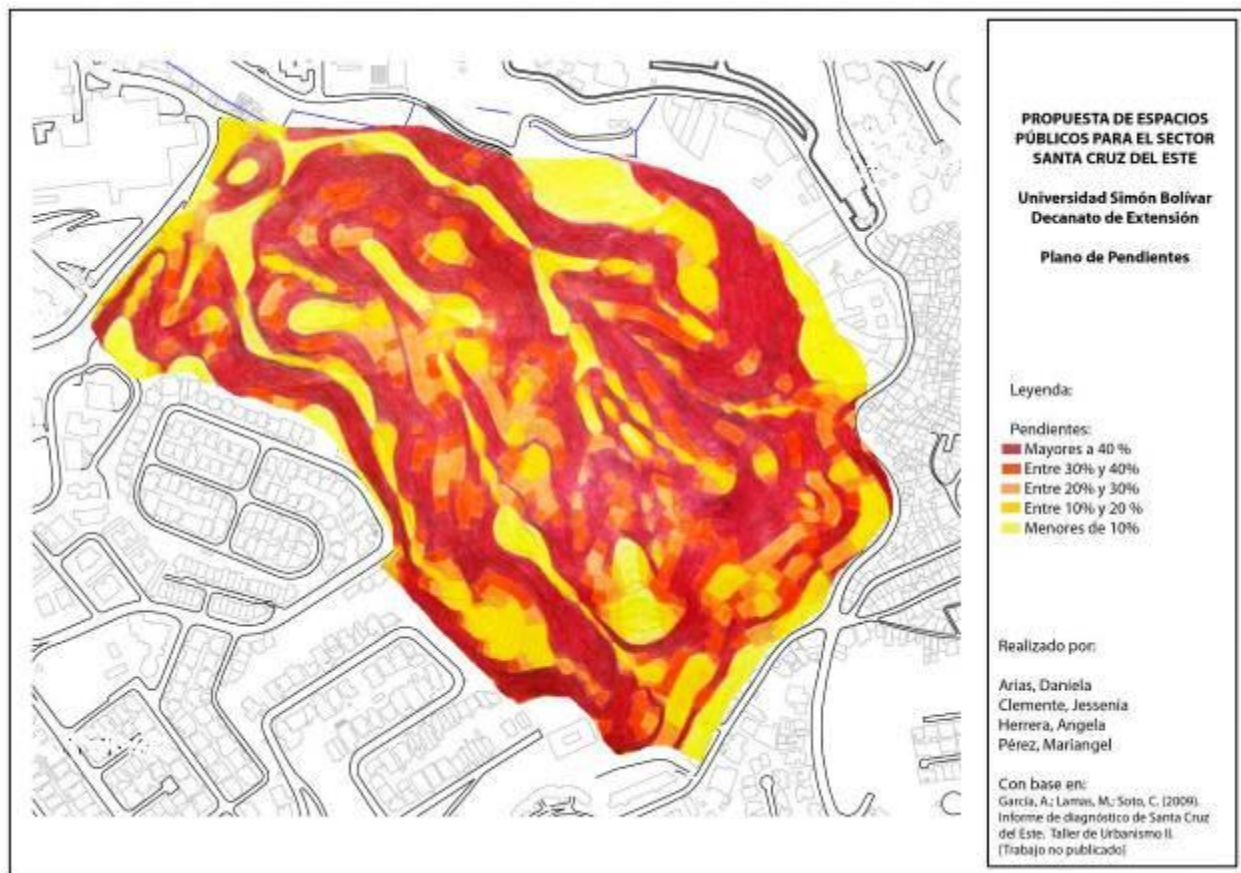 PROPUESTA DE ESPACIOS
PÚBLICOS PARA EL SECTOR
SANTA CRUZ DEL ESTE
Universidad Simón Bolívar
Decanato de Extensión
Plano de Pendientes
Leyenda:
Pendientes:
Mayores a 40 %
Entre 30% y 40%
Entre 20% y 30%
Entre 10% y 20 %
Menores de 10%
Realizado por:
Arias, Daniela
Clemente, Jessenia
Herrera, Angela
Pérez, Mariangel
Con base en:
García, A.; Lamas, M.; Soto, C. (2009).
Informe de diagnóstico de Santa Cruz
del Este. Taller de Urbanismo II.
[Trabajo no publicado]